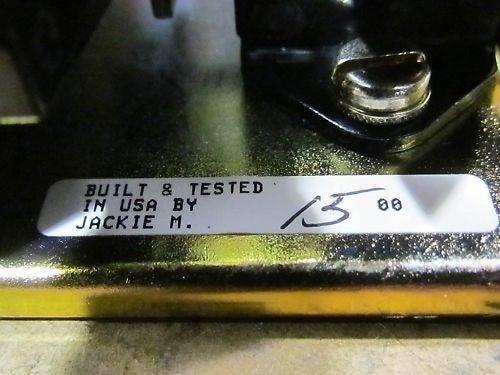 BUILT & TESTED
IN USA BY
JACKIE M.
15 00